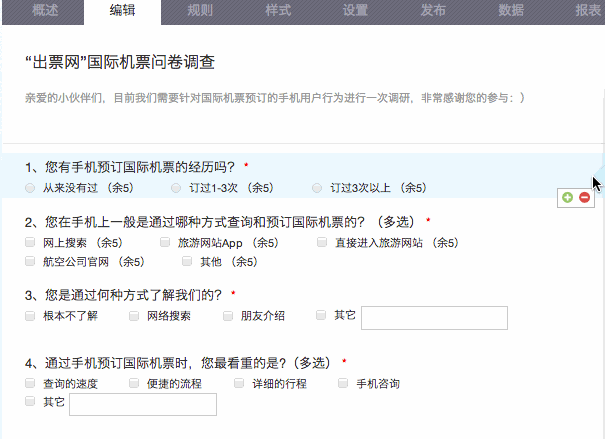 概述 编辑 规则 样式 设置 发布 数据 报表
“出票网”国际机票问卷调查
亲爱的小伙伴们，目前我们需要针对国际机票预订的手机用户行为进行一次调研，非常感谢您的参与：）
1、您有手机预订国际机票的经历吗？ *
从来没有过 （余5） 订过1-3次 （余5） 订过3次以上 （余5）
2、您在手机上一般是通过哪种方式查询和预订国际机票的？（多选） *
网上搜索 （余5） 旅游网站App （余5） 直接进入旅游网站 （余5）
航空公司官网 （余5） 其他 （余5）
3、您是通过何种方式了解我们的？ *
根本不了解 网络搜索 朋友介绍 其它
4、通过手机预订国际机票时，您最看重的是?（多选） *
查询的速度 便捷的流程 详细的行程 手机咨询
其它